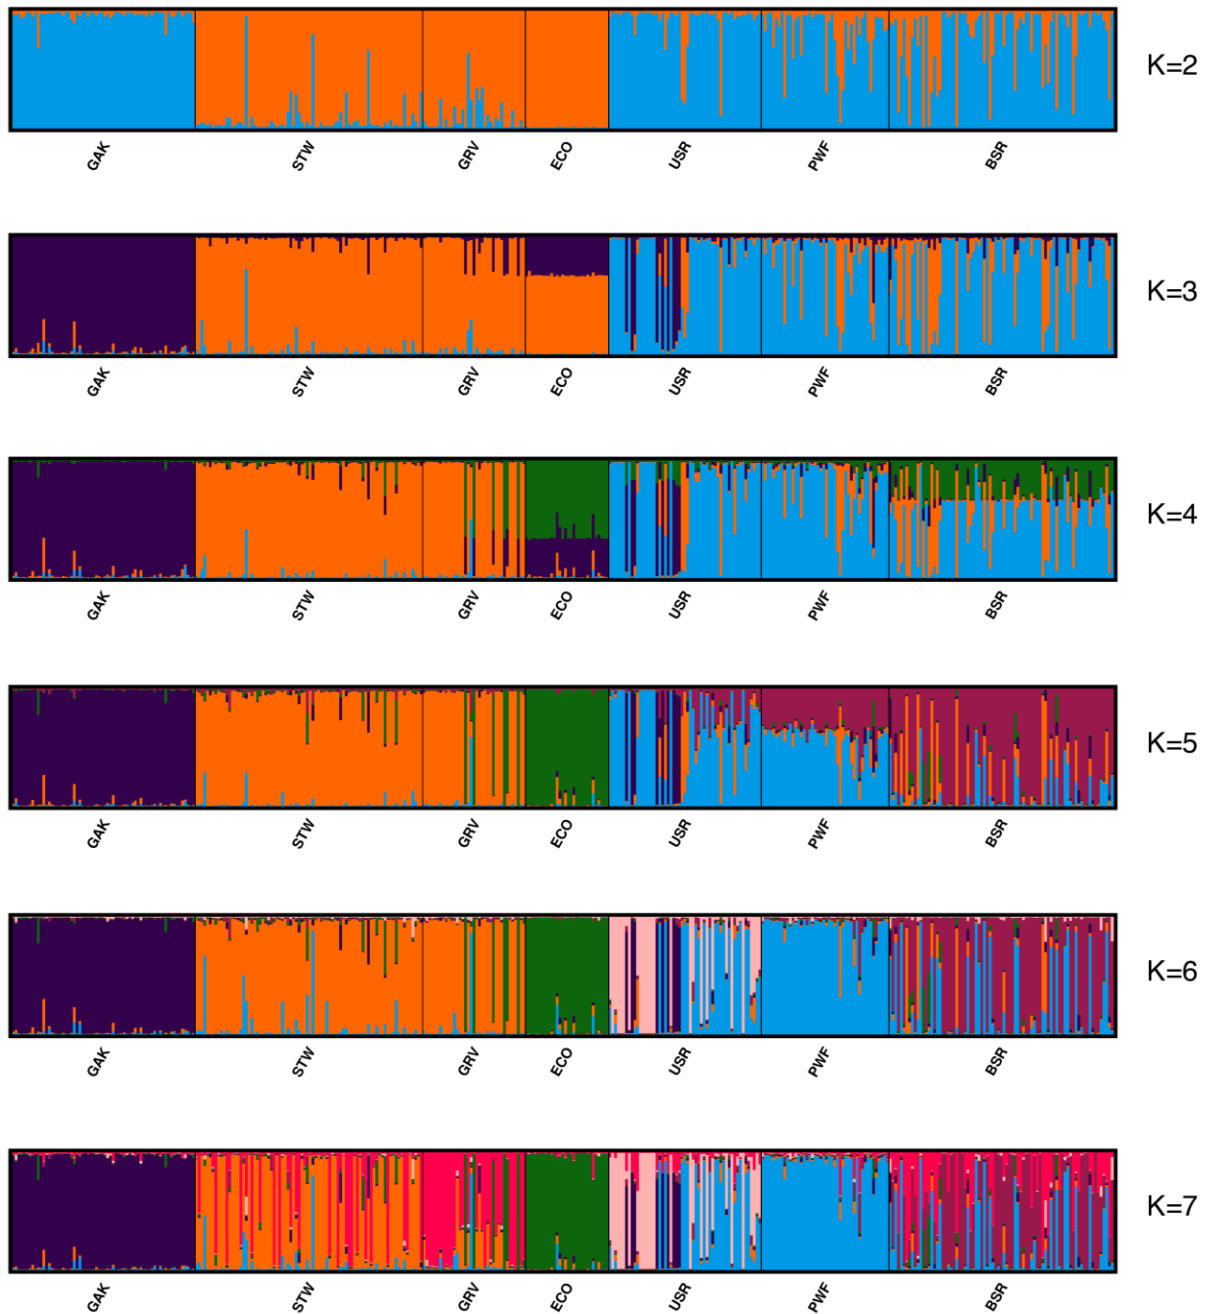 K=2
GAK STW GRV ECO USR PWF BSR
K=3
GAK STW GRV ECO USR PWF BSR
K=4
GAK STW GRV ECO USR PWF BSR
K=5
GAK STW GRV ECO USR PWF BSR
K=6
GAK STW GRV ECO USR PWF BSR
K=7
GAK STW GRV ECO USR PWF BSR